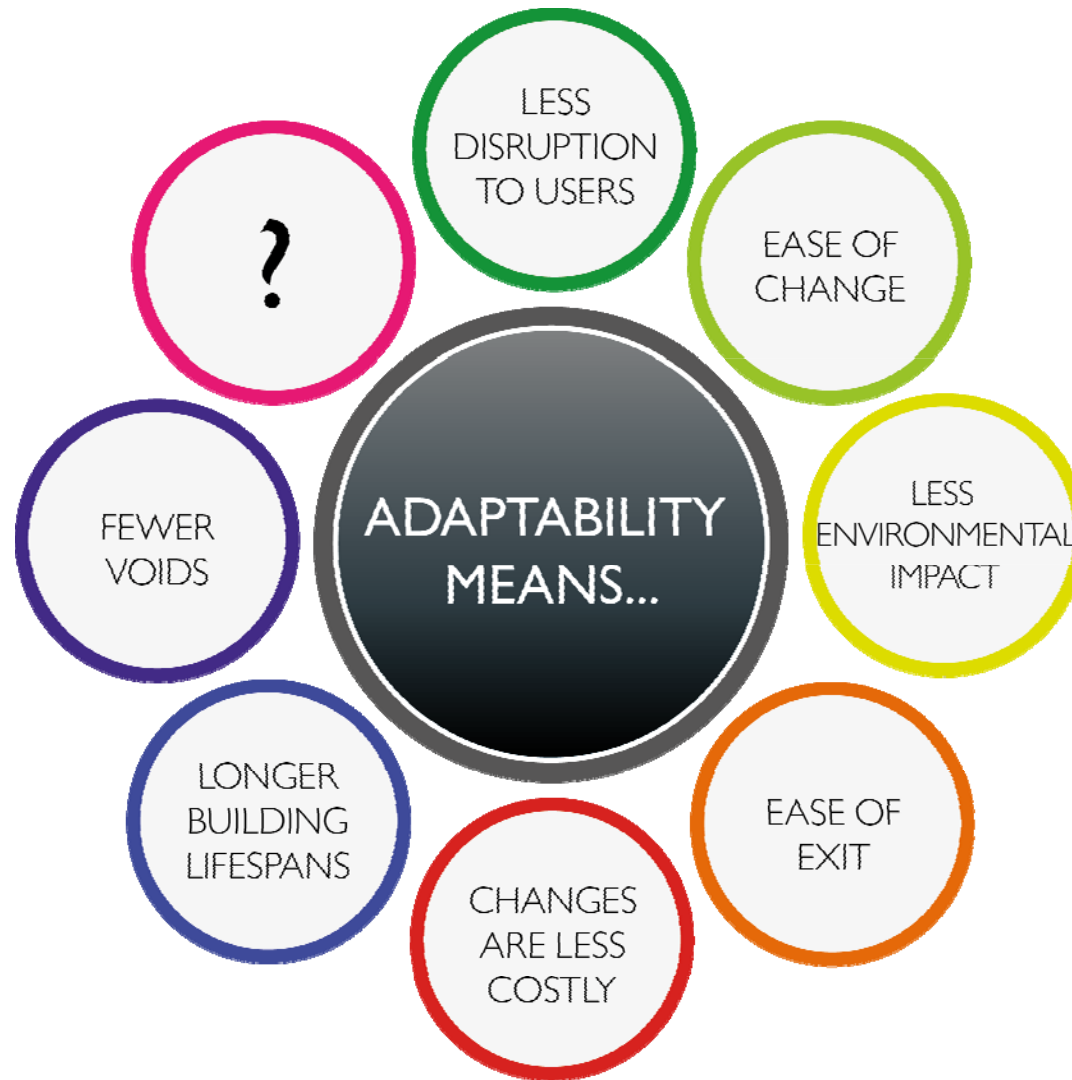 LESS
DISRUPTION
TO USERS
EASE OF
CHANGE
LESS
ENVIRONMENTAL
IMPACT
EASE OF
EXIT
CHANGES
ARE LESS
COSTLY
LONGER
BUILDING
LIFESPANS
FEWER
VOIDS
?
ADAPTABILITY
MEANS...